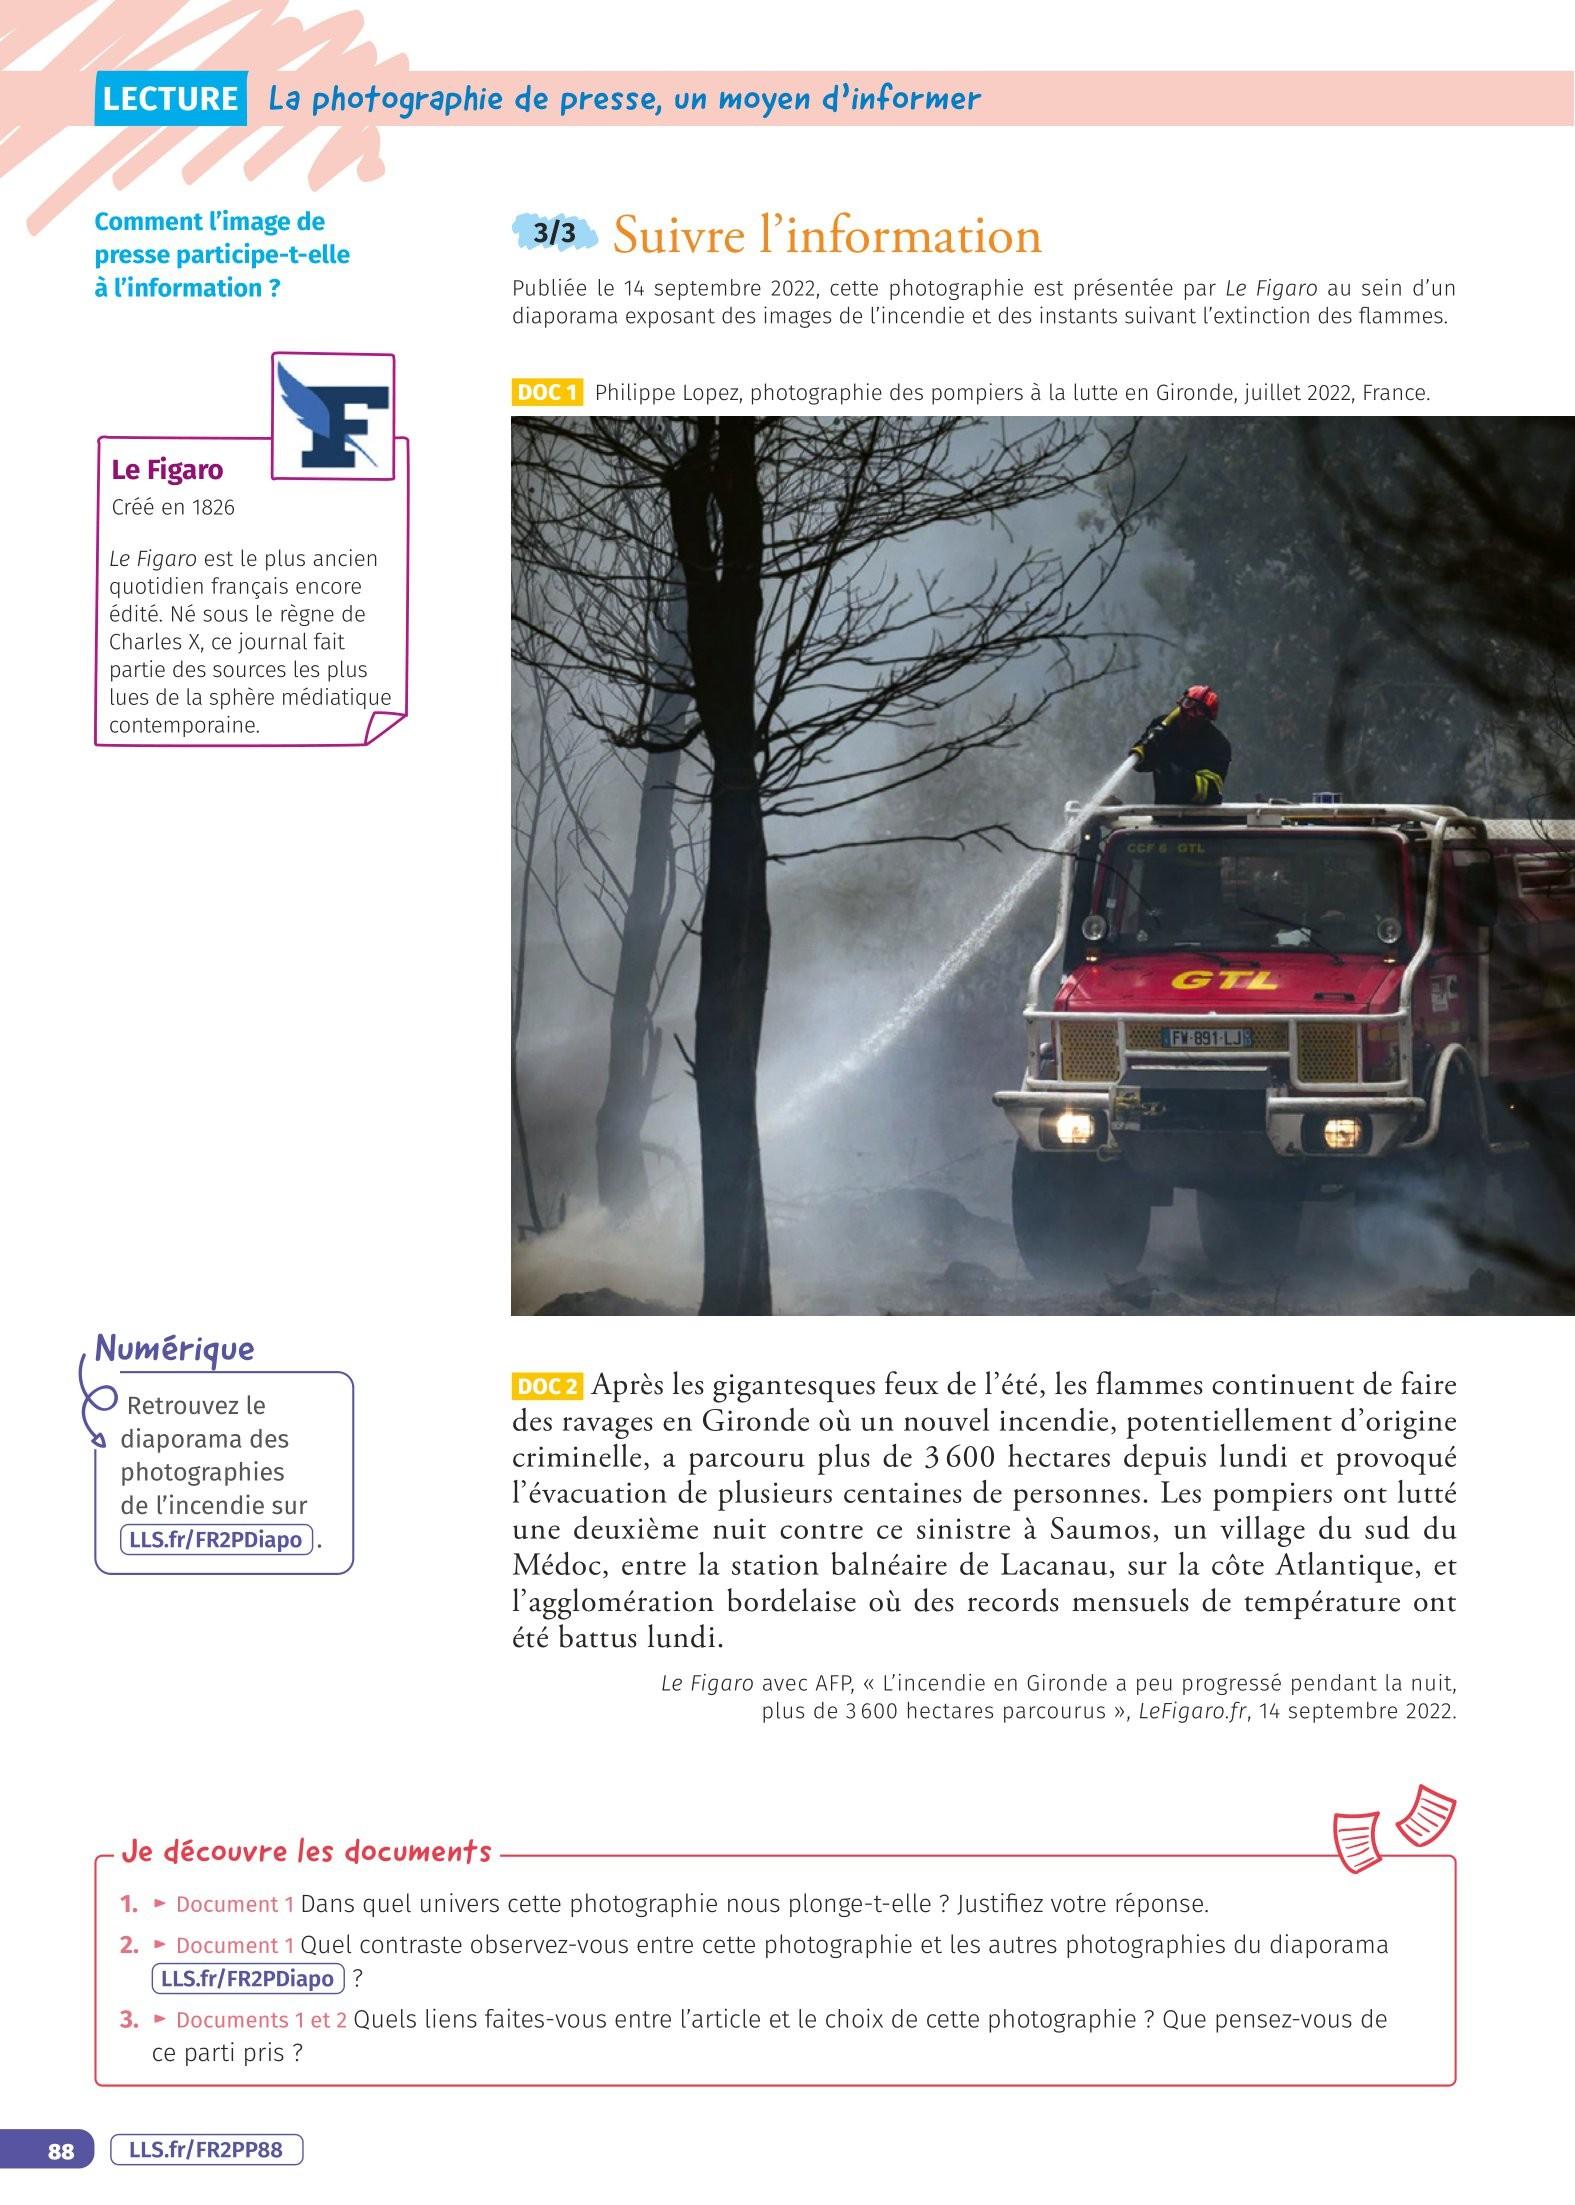 LECTURE La photographie de presse, un moyen d'informer
Comment l'image de
presse participe-t-elle
à l'information ?
F
Le Figaro
Créé en 1826
Le Figaro est le plus ancien
quotidien français encore
édité. Né sous le règne de
Charles X, ce journal fait
partie des sources les plus
lues de la sphère médiatique
contemporaine.
3/3 Suivre l'information
Publiée le 14 septembre 2022, cette photographie est présentée par Le Figaro au sein d'un
diaporama exposant des images de l'incendie et des instants suivant l'extinction des flammes.
DOC 1 Philippe Lopez, photographie des pompiers à la lutte en Gironde, juillet 2022, France.
CCF 6 GTL
GTL
FW-891-LJ
Numérique
Retrouvez le
diaporama des
photographies
de l'incendie sur
LLS.fr/FR2PDiapo .
DOC 2 Après les gigantesques feux de l'été, les flammes continuent de faire
des ravages en Gironde où un nouvel incendie, potentiellement d'origine
criminelle, a parcouru plus de 3 600 hectares depuis lundi et provoqué
l'évacuation de plusieurs centaines de personnes. Les pompiers ont lutté
une deuxième nuit contre ce sinistre à Saumos, un village du sud du
Médoc, entre la station balnéaire de Lacanau, sur la côte Atlantique, et
l'agglomération bordelaise où des records mensuels de température ont
été battus lundi.
Le Figaro avec AFP, « L'incendie en Gironde a peu progressé pendant la nuit,
plus de 3 600 hectares parcourus », LeFigaro.fr, 14 septembre 2022.
Je découvre les documents
1. ► Document 1 Dans quel univers cette photographie nous plonge-t-elle ? Justifiez votre réponse.
2. ► Document 1 Quel contraste observez-vous entre cette photographie et les autres photographies du diaporama
LLS.fr/FR2PDiapo ?
3. ► Documents 1 et 2 Quels liens faites-vous entre l'article et le choix de cette photographie ? Que pensez-vous de
ce parti pris ?
88 LLS.fr/FR2PP88